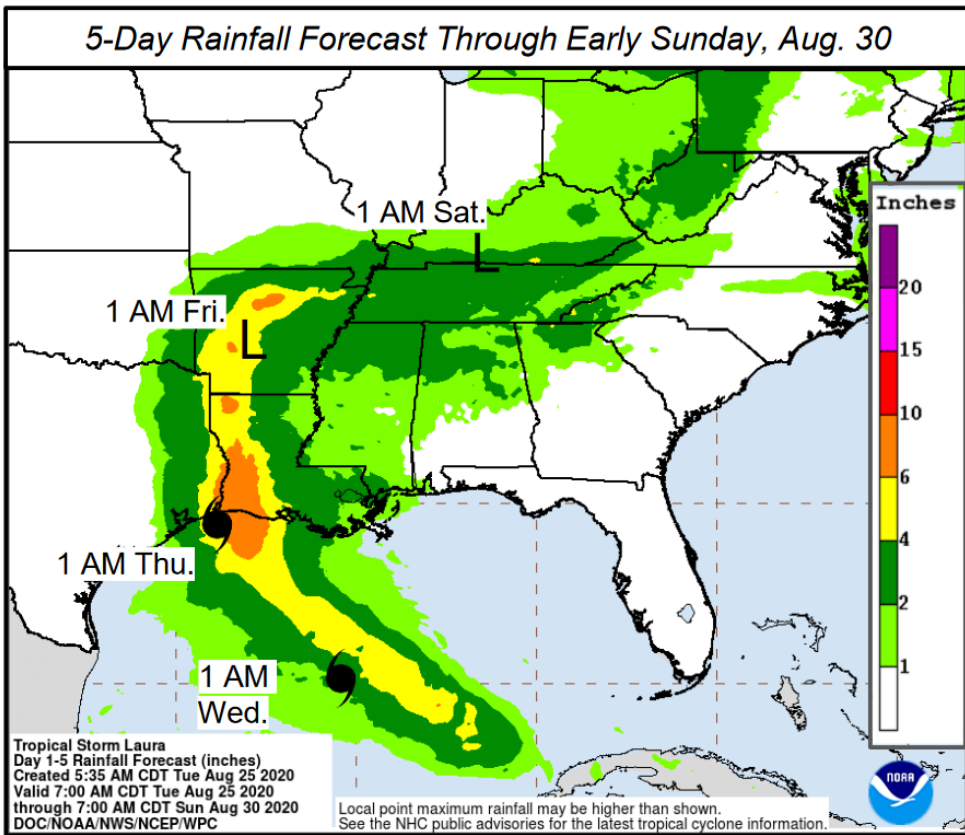 5-Day Rainfall Forecast Through Early Sunday, Aug. 30
1 AM Sat.
L
Inches
20
15
10
6
4
2
1
1 AM Fri.
L
1 AM Thu.
1 AM
Wed.
Tropical Storm Laura
Day 1-5 Rainfall Forecast (inches)
Created 5:35 AM CDT Tue Aug 25 2020
Valid 7:00 AM CDT Tue Aug 25 2020
through 7:00 AM CDT Sun Aug 30 2020
DOC/NOAA/NWS/NCEP/WPC
Local point maximum rainfall may be higher than shown.
See the NHC public advisories for the latest tropical cyclone information.
NOAA